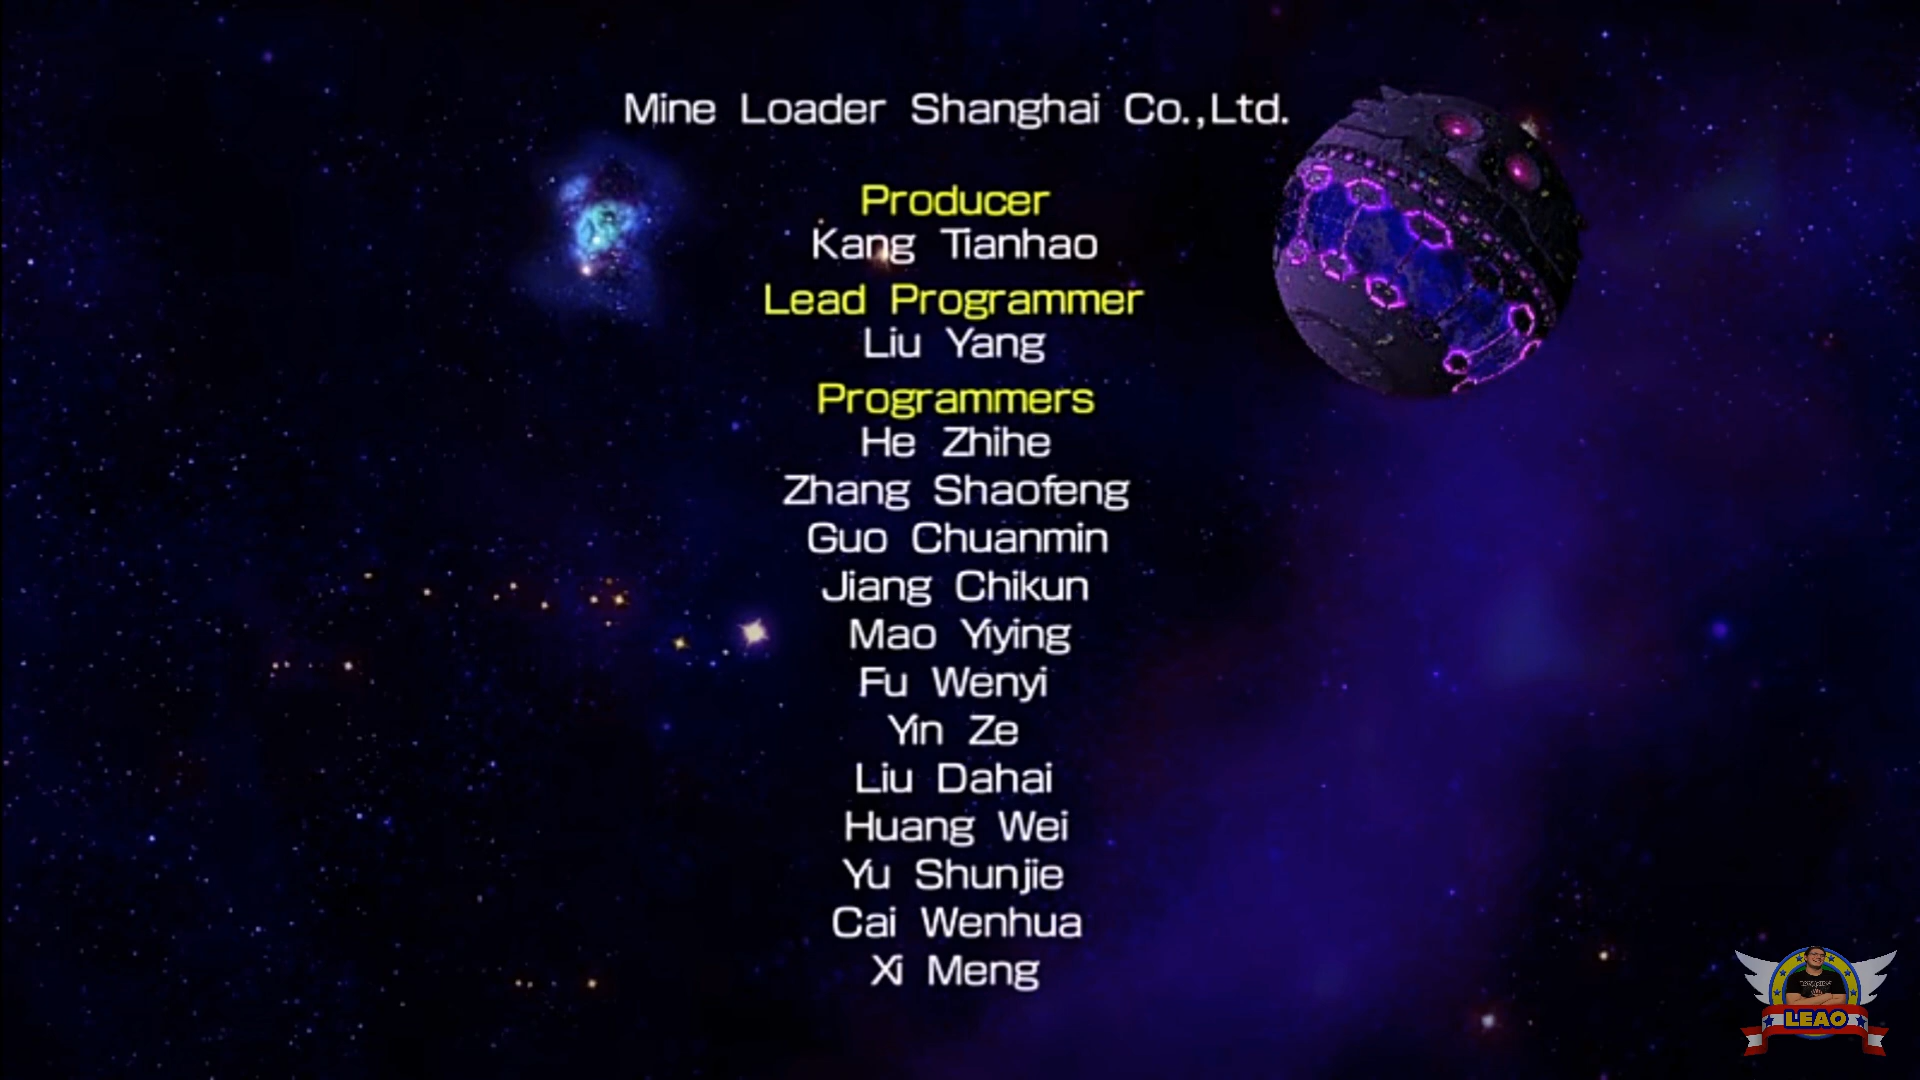 Mine Loader Shanghai Co.,Ltd.
Producer
Kang Tianhao
Lead Programmer
Liu Yang
Programmers
He Zhihe
Zhang Shaofeng
Guo Chuanmin
Jiang Chikun
Mao Yiying
Fu Wenyi
Yin Ze
Liu Dahai
Huang Wei
Yu Shunjie
Cai Wenhua
Xi Meng
LEAO